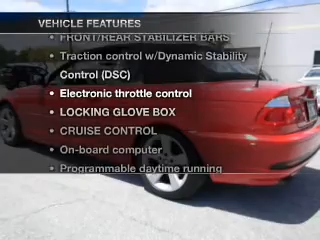 VEHICLE FEATURES
• FRONT/REAR STABILIZER BARS
• Traction control w/Dynamic Stability
Control (DSC)
• Electronic throttle control
• LOCKING GLOVE BOX
• CRUISE CONTROL
• On-board computer
• Programmable daytime running